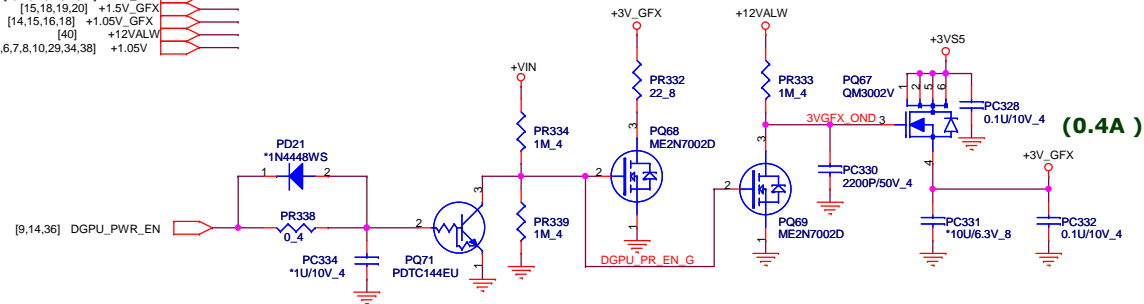 [15,18,19,20] +1.5V_GFX
[14,15,16,18] +1.05V_GFX
[40] +12VALW
,6,7,8,10,29,34,38] +1.05V
+3V_GFX
+12VALW
+3VS5
+VIN
PR332
22_8
PR333
1M_4
PQ67
QM3002V
1
2
5
6
PC328
0.1U/10V_4
(0.4A )
PR334
1M_4
3
PQ68
ME2N7002D
2
1
3VGFX_OND
3
4
+3V_GFX
PD21
*1N4448WS
1
2
PC330
2200P/50V_4
3
2
1
PQ69
ME2N7002D
[9,14,36] DGPU_PWR_EN
PR338
0_4
2
3
1
PQ71
PDTC144EU
PR339
1M_4
PC334
*1U/10V_4
DGPU_PR_EN_G
PC331
*10U/6.3V_8
PC332
0.1U/10V_4